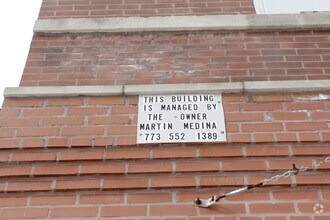 THIS BUILDING
IS MANAGED BY
THE - OWNER
MARTIN MEDINA
773 552 1389